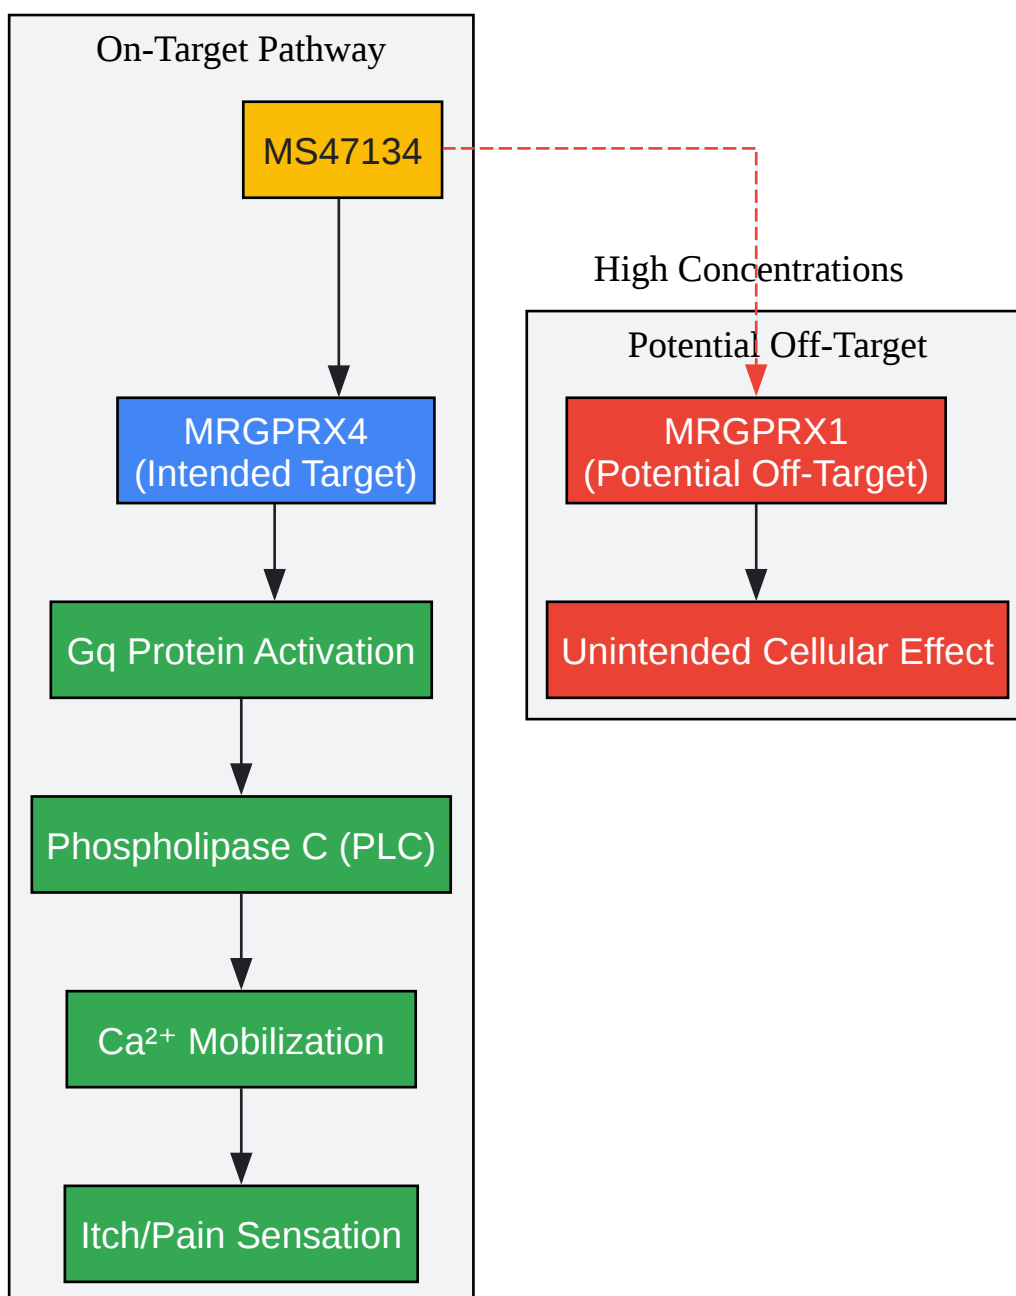 On-Target Pathway
MS47134
High Concentrations
Potential Off-Target
MRGPRX4
(Intended Target)
MRGPRX1
(Potential Off-Target)
Gq Protein Activation
Unintended Cellular Effect
Phospholipase C (PLC)
Ca²⁺ Mobilization
Itch/Pain Sensation